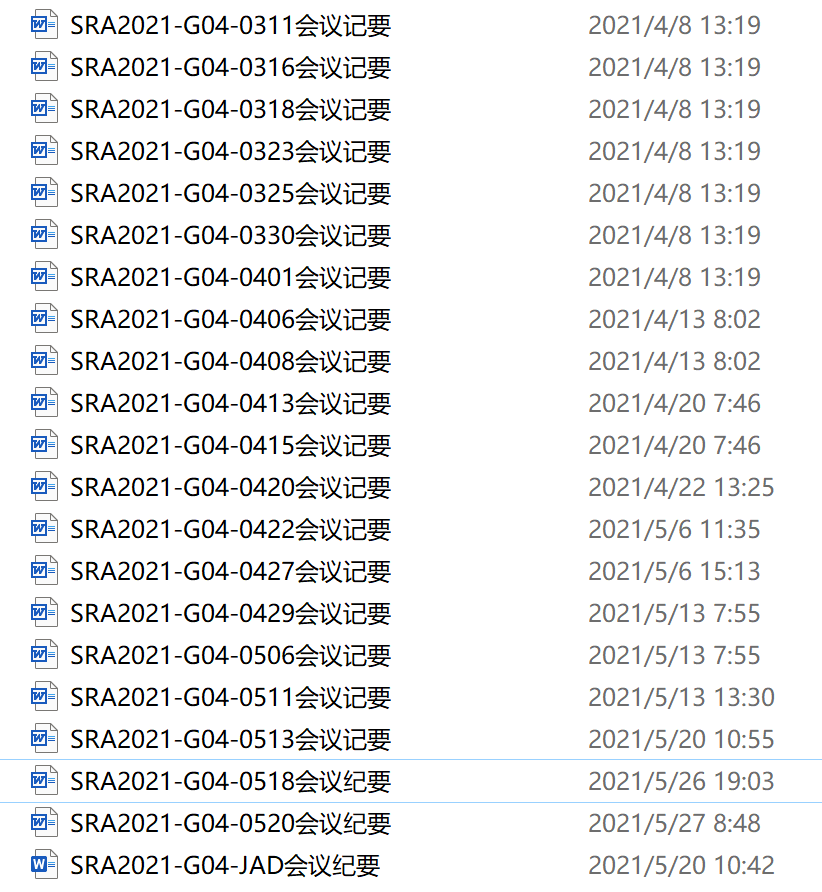 SRA2021-G04-0311会议记要 2021/4/8 13:19
SRA2021-G04-0316会议记要 2021/4/8 13:19
SRA2021-G04-0318会议记要 2021/4/8 13:19
SRA2021-G04-0323会议记要 2021/4/8 13:19
SRA2021-G04-0325会议记要 2021/4/8 13:19
SRA2021-G04-0330会议记要 2021/4/8 13:19
SRA2021-G04-0401会议记要 2021/4/8 13:19
SRA2021-G04-0406会议记要 2021/4/13 8:02
SRA2021-G04-0408会议记要 2021/4/13 8:02
SRA2021-G04-0413会议记要 2021/4/20 7:46
SRA2021-G04-0415会议记要 2021/4/20 7:46
SRA2021-G04-0420会议记要 2021/4/22 13:25
SRA2021-G04-0422会议记要 2021/5/6 11:35
SRA2021-G04-0427会议记要 2021/5/6 15:13
SRA2021-G04-0429会议记要 2021/5/13 7:55
SRA2021-G04-0506会议记要 2021/5/13 7:55
SRA2021-G04-0511会议记要 2021/5/13 13:30
SRA2021-G04-0513会议记要 2021/5/20 10:55
SRA2021-G04-0518会议纪要 2021/5/26 19:03
SRA2021-G04-0520会议纪要 2021/5/27 8:48
SRA2021-G04-JAD会议纪要 2021/5/20 10:42